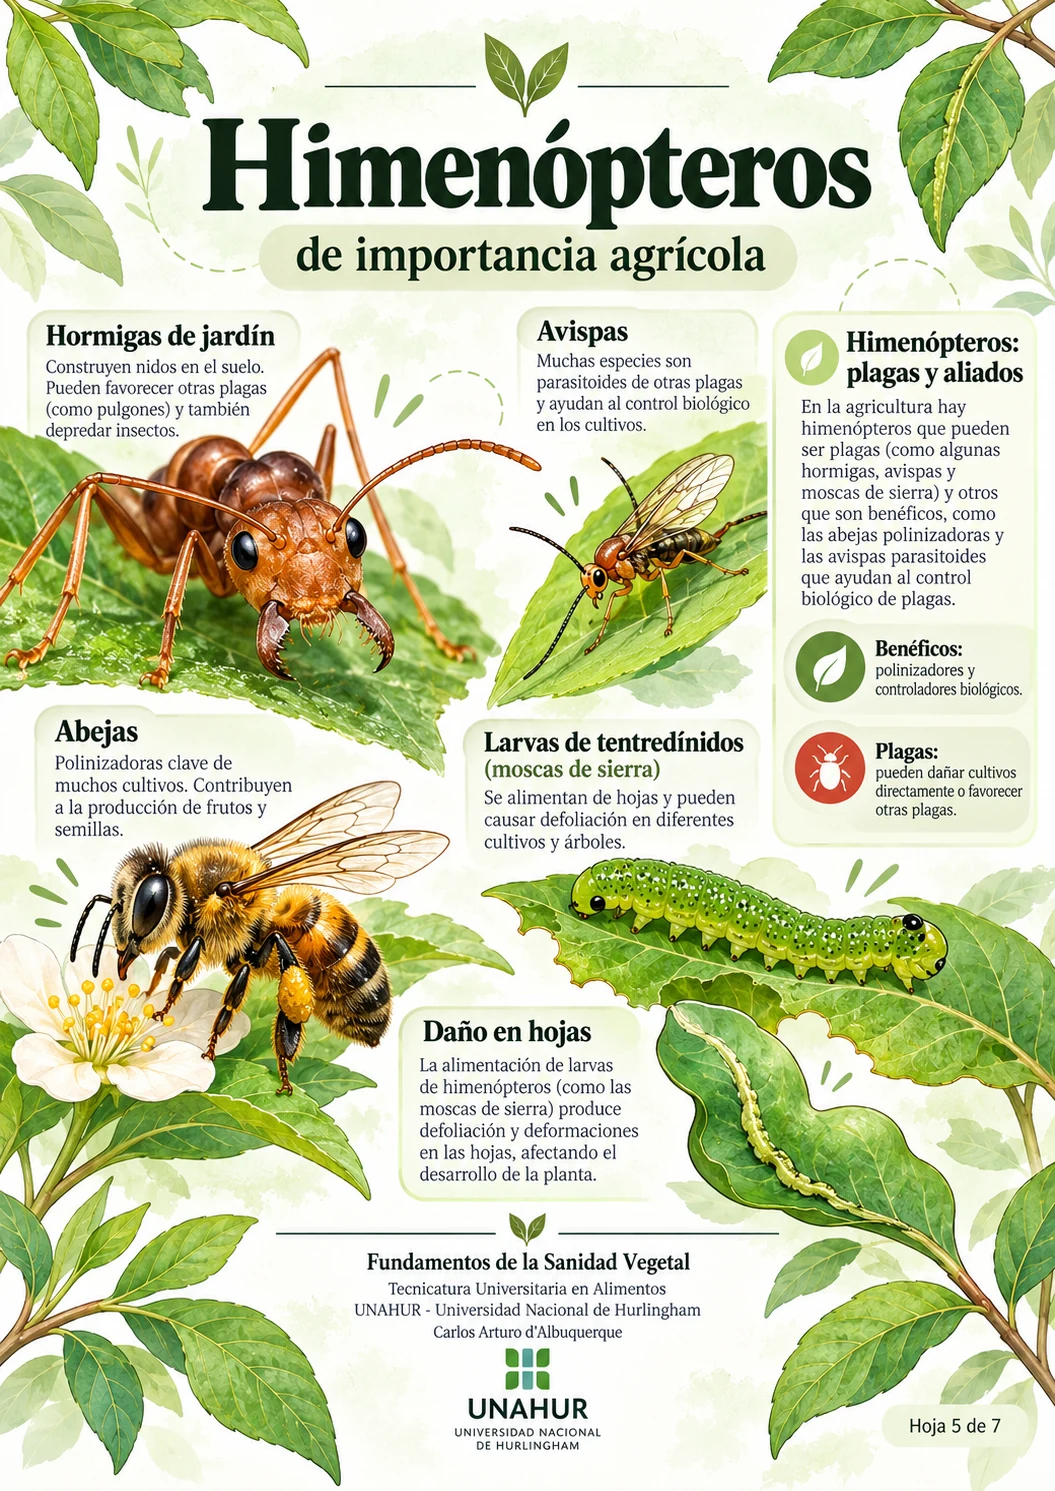 Himenópteros
de importancia agrícola
Hormigas de jardín
Construyen nidos en el suelo.
Pueden favorecer otras plagas
(como pulgones) y también
depredar insectos.
Avispas
Muchas especies son
parasitoides de otras plagas
y ayudan al control biológico
en los cultivos.
Himenópteros:
plagas y aliados
En la agricultura hay
himenópteros que pueden
ser plagas (como algunas
hormigas, avispas y
moscas de sierra) y otros
que son benéficos, como
las abejas polinizadoras y
las avispas parasitoides
que ayudan al control
biológico de plagas.
Benéficos:
polinizadores y
controladores biológicos.
Plagas:
pueden dañar cultivos
directamente o favorecer
otras plagas.
Abejas
Polinizadoras clave de
muchos cultivos. Contribuyen
a la producción de frutos y
semillas.
Larvas de tentredínidos
(moscas de sierra)
Se alimentan de hojas y pueden
causar defoliación en diferentes
cultivos y árboles.
Daño en hojas
La alimentación de larvas
de himenópteros (como las
moscas de sierra) produce
defoliación y deformaciones
en las hojas, afectando el
desarrollo de la planta.
Fundamentos de la Sanidad Vegetal
Tecnicatura Universitaria en Alimentos
UNAHUR - Universidad Nacional de Hurlingham
Carlos Arturo d'Albuquerque
UNAHUR
UNIVERSIDAD NACIONAL
DE HURLINGHAM
Hoja 5 de 7